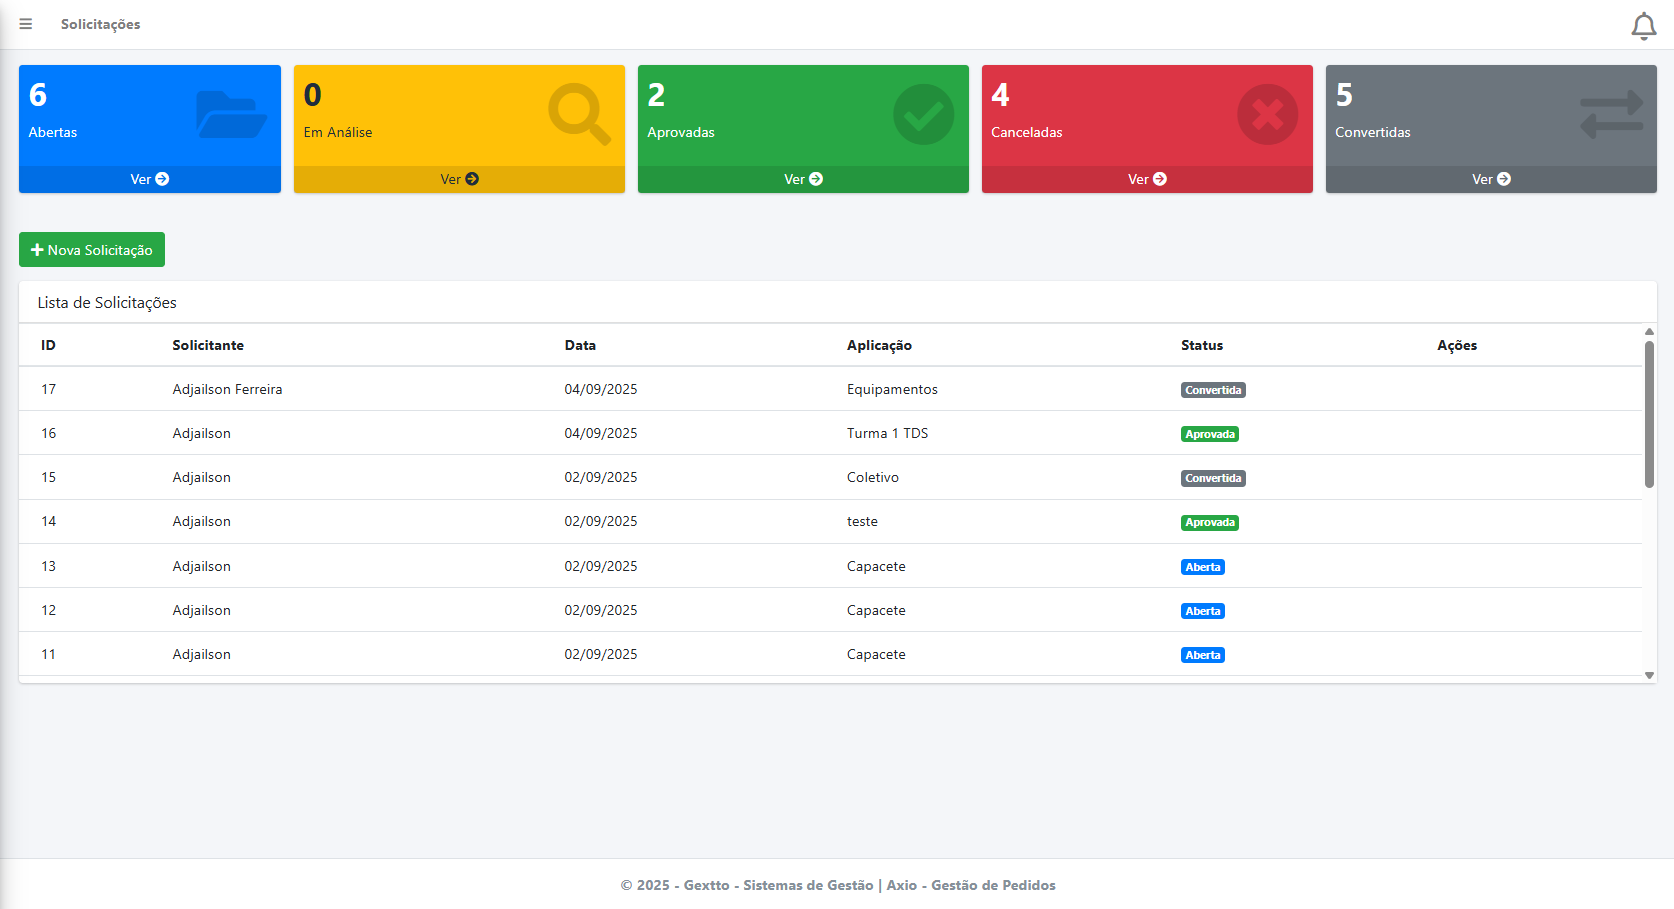 Solicitações
6
Abertas
Ver
0
Em Análise
Ver
2
Aprovadas
Ver
4
Canceladas
Ver
5
Convertidas
Ver
Nova Solicitação
Lista de Solicitações
ID Solicitante Data Aplicação Status Ações
17 Adjailson Ferreira 04/09/2025 Equipamentos Convertida
16 Adjailson 04/09/2025 Turma 1 TDS Aprovada
15 Adjailson 02/09/2025 Coletivo Convertida
14 Adjailson 02/09/2025 teste Aprovada
13 Adjailson 02/09/2025 Capacete Aberta
12 Adjailson 02/09/2025 Capacete Aberta
11 Adjailson 02/09/2025 Capacete Aberta
© 2025 - Gextto - Sistemas de Gestão | Axio - Gestão de Pedidos